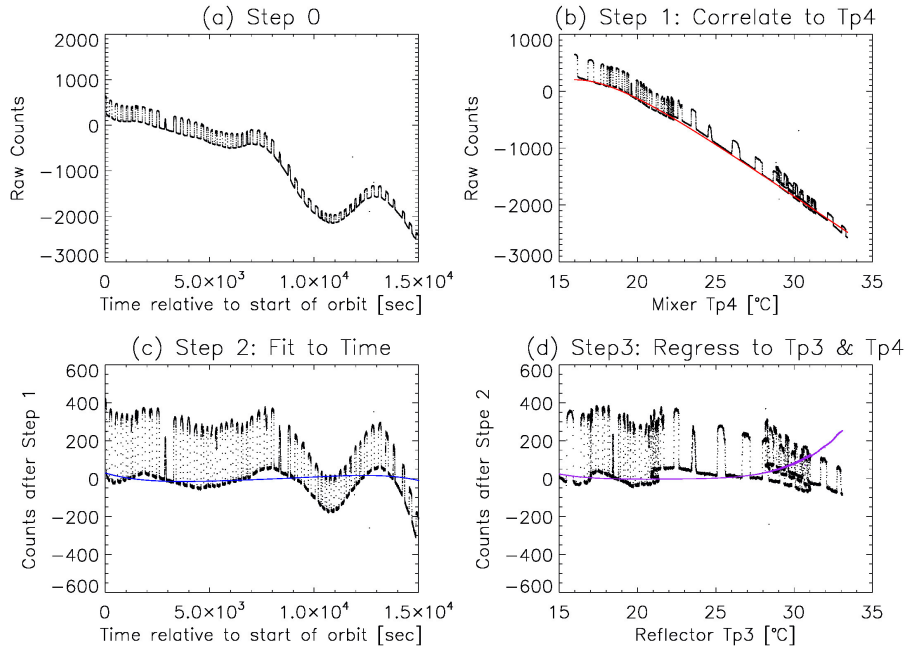 (a) Step 0
2000
1000
0
−1000
−2000
−3000
Raw Counts
0 5.0×10³ 1.0×10⁴ 1.5×10⁴
Time relative to start of orbit [sec]
(b) Step 1: Correlate to Tp4
1000
0
−1000
−2000
−3000
Raw Counts
15 20 25 30 35
Mixer Tp4 [°C]
(c) Step 2: Fit to Time
600
400
200
0
−200
−400
−600
Counts after Step 1
0 5.0×10³ 1.0×10⁴ 1.5×10⁴
Time relative to start of orbit [sec]
(d) Step3: Regress to Tp3 & Tp4
600
400
200
0
−200
−400
−600
Counts after Stpe 2
15 20 25 30 35
Reflector Tp3 [°C]